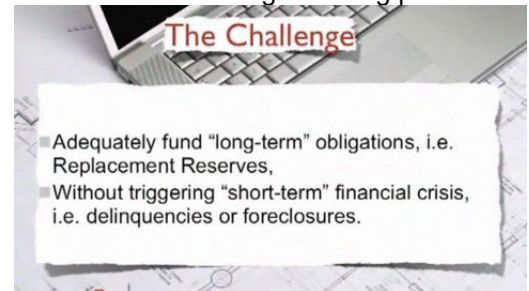 The Challenge
Adequately fund “long-term” obligations, i.e.
Replacement Reserves,
Without triggering “short-term” financial crisis,
i.e. delinquencies or foreclosures.